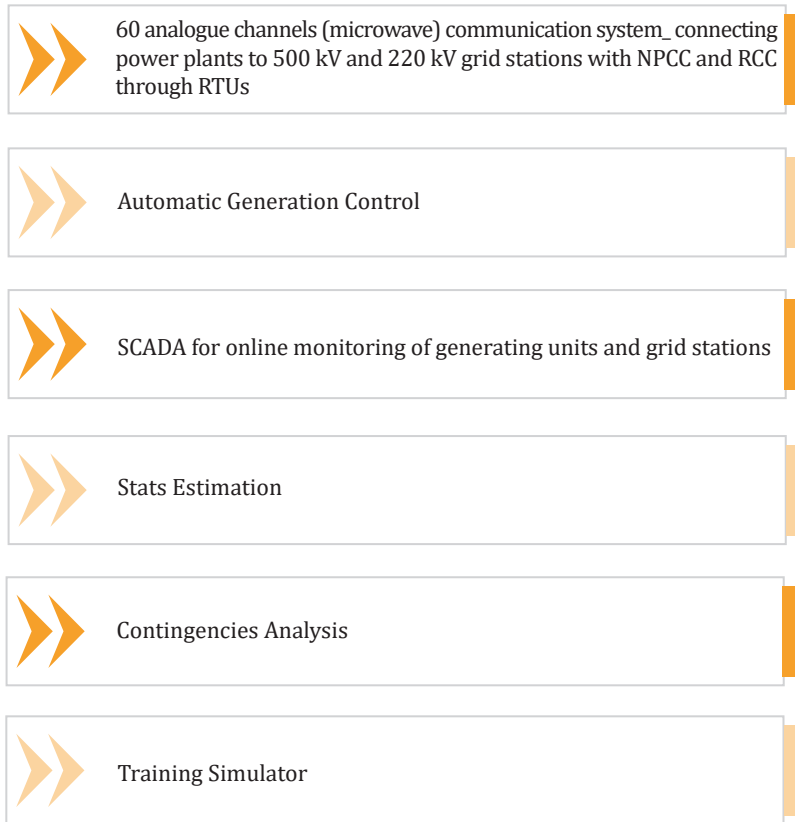 60 analogue channels (microwave) communication system_ connecting
power plants to 500 kV and 220 kV grid stations with NPCC and RCC
through RTUs
Automatic Generation Control
SCADA for online monitoring of generating units and grid stations
Stats Estimation
Contingencies Analysis
Training Simulator